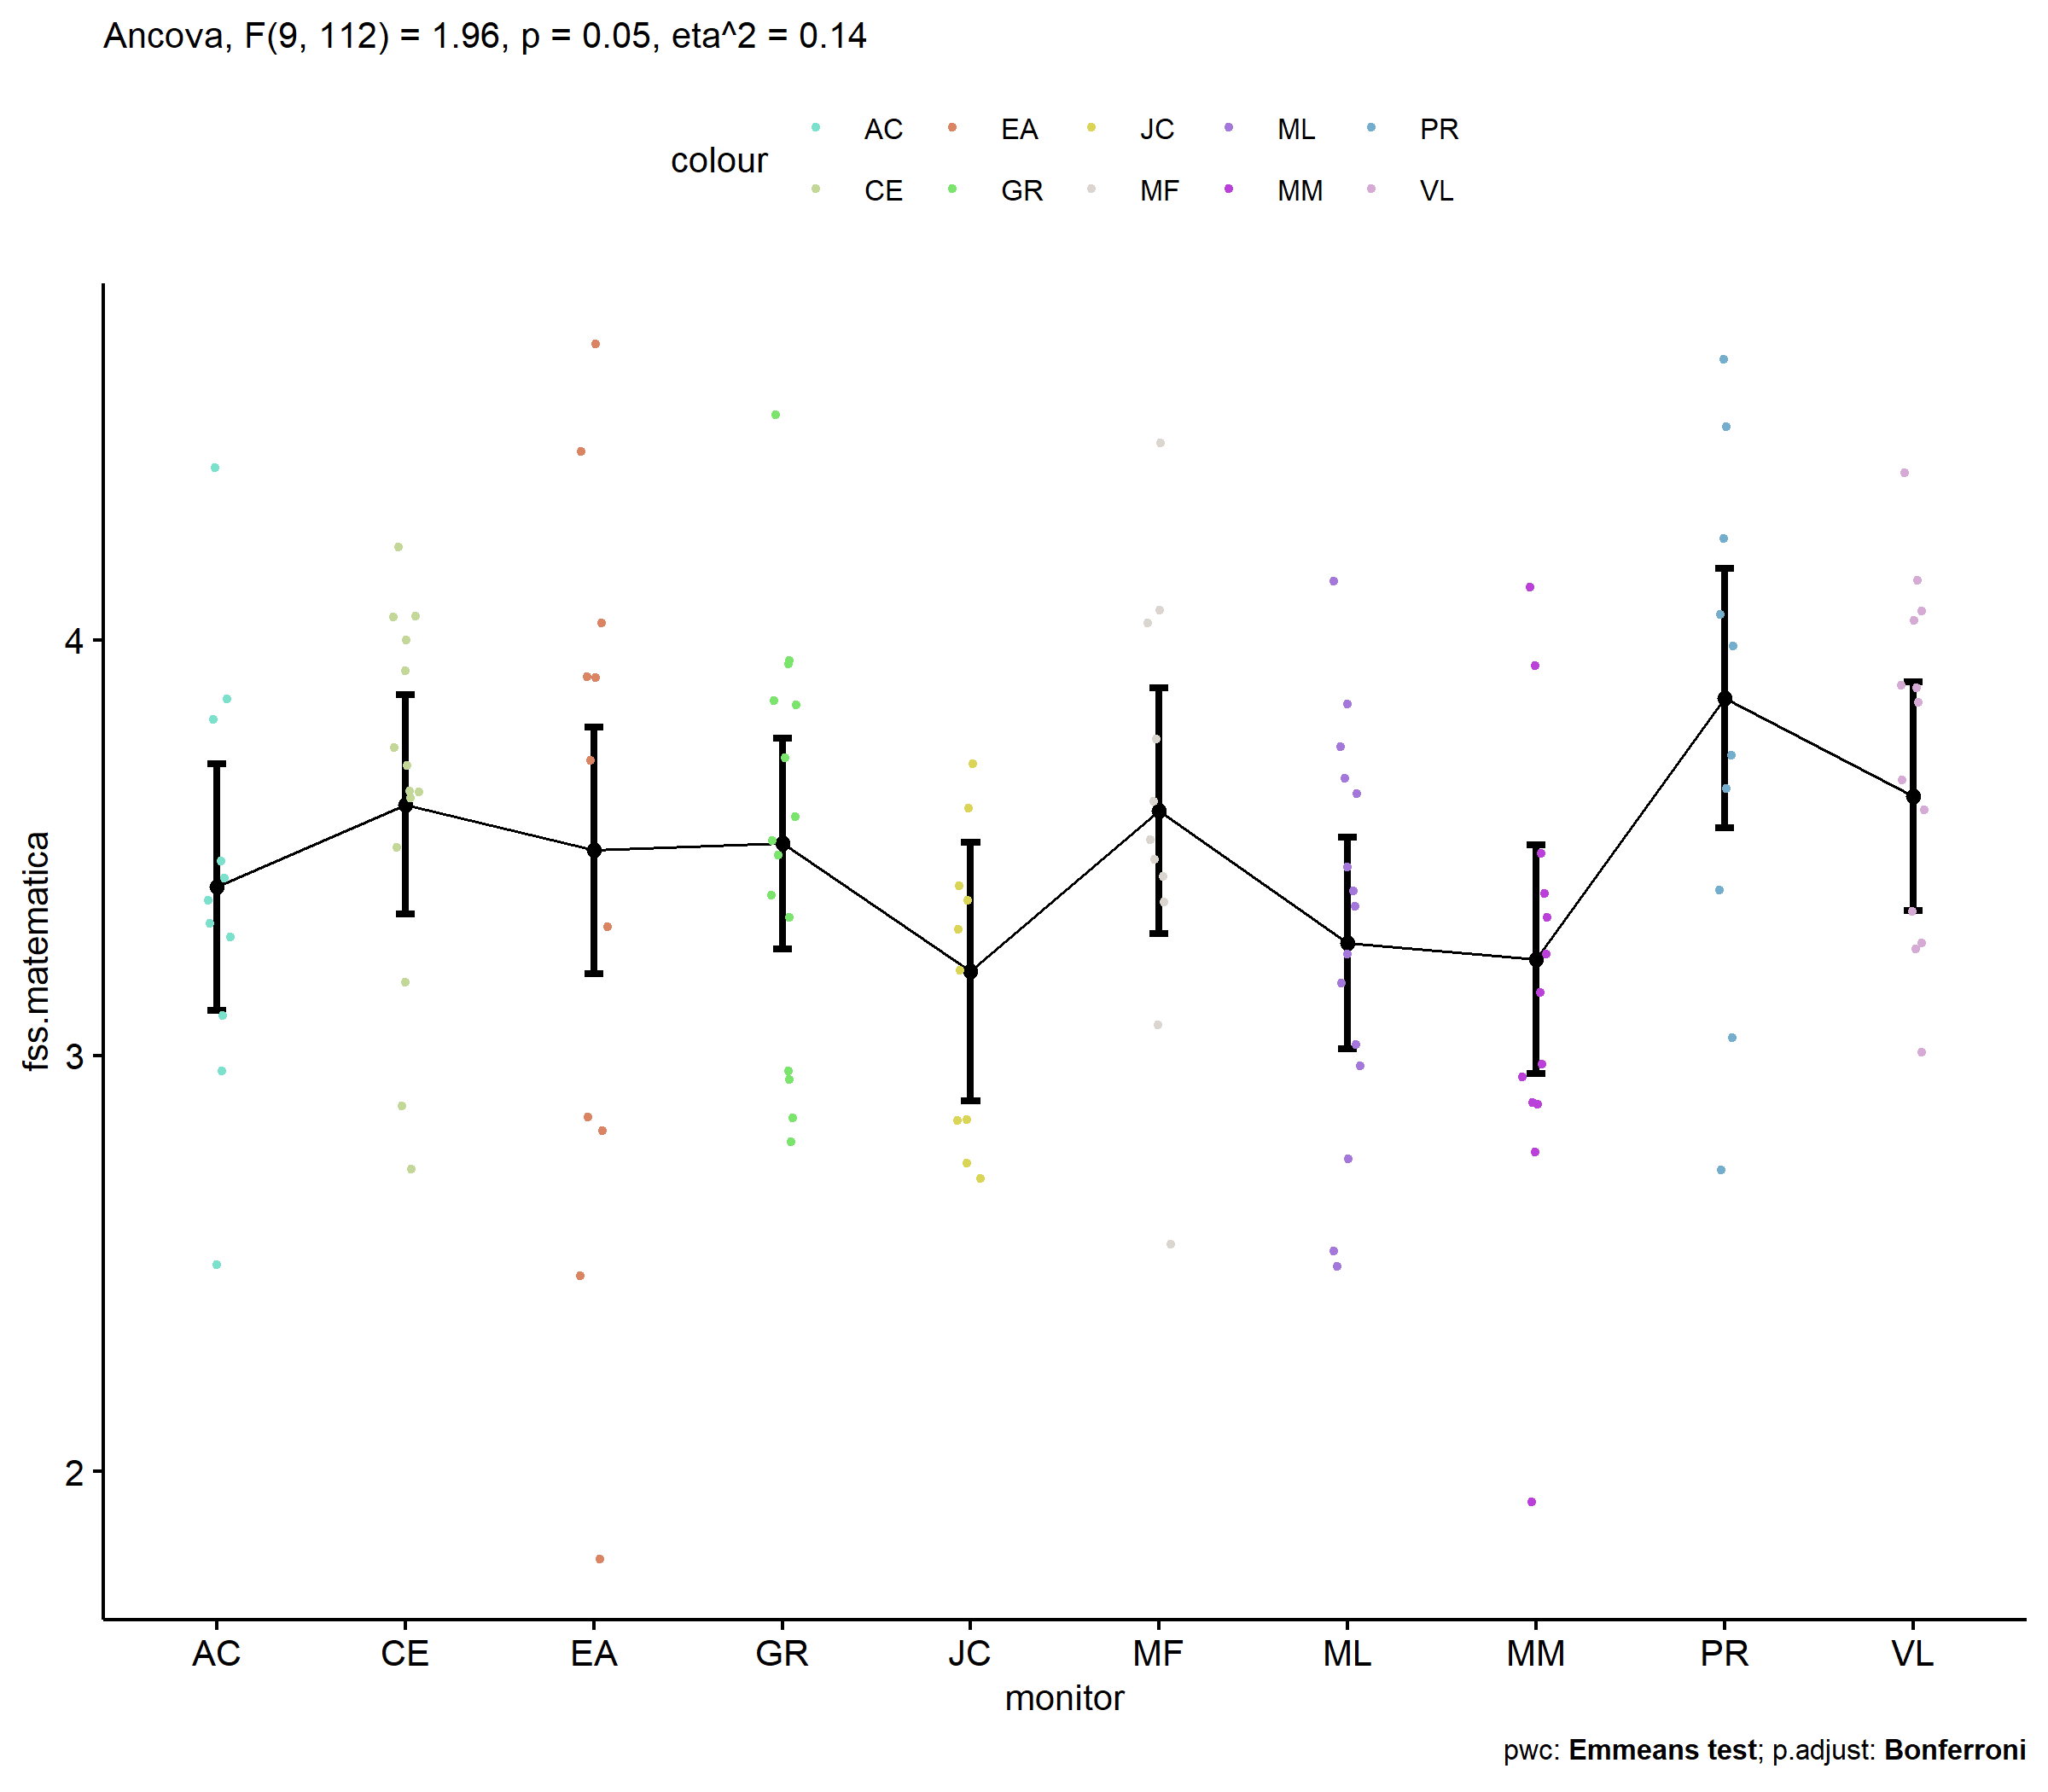 Ancova, F(9, 112) = 1.96, p = 0.05, eta^2 = 0.14
colour
AC EA JC ML PR
CE GR MF MM VL
fss.matematica
4
3
2
AC CE EA GR JC MF ML MM PR VL
monitor
pwc: Emmeans test; p.adjust: Bonferroni